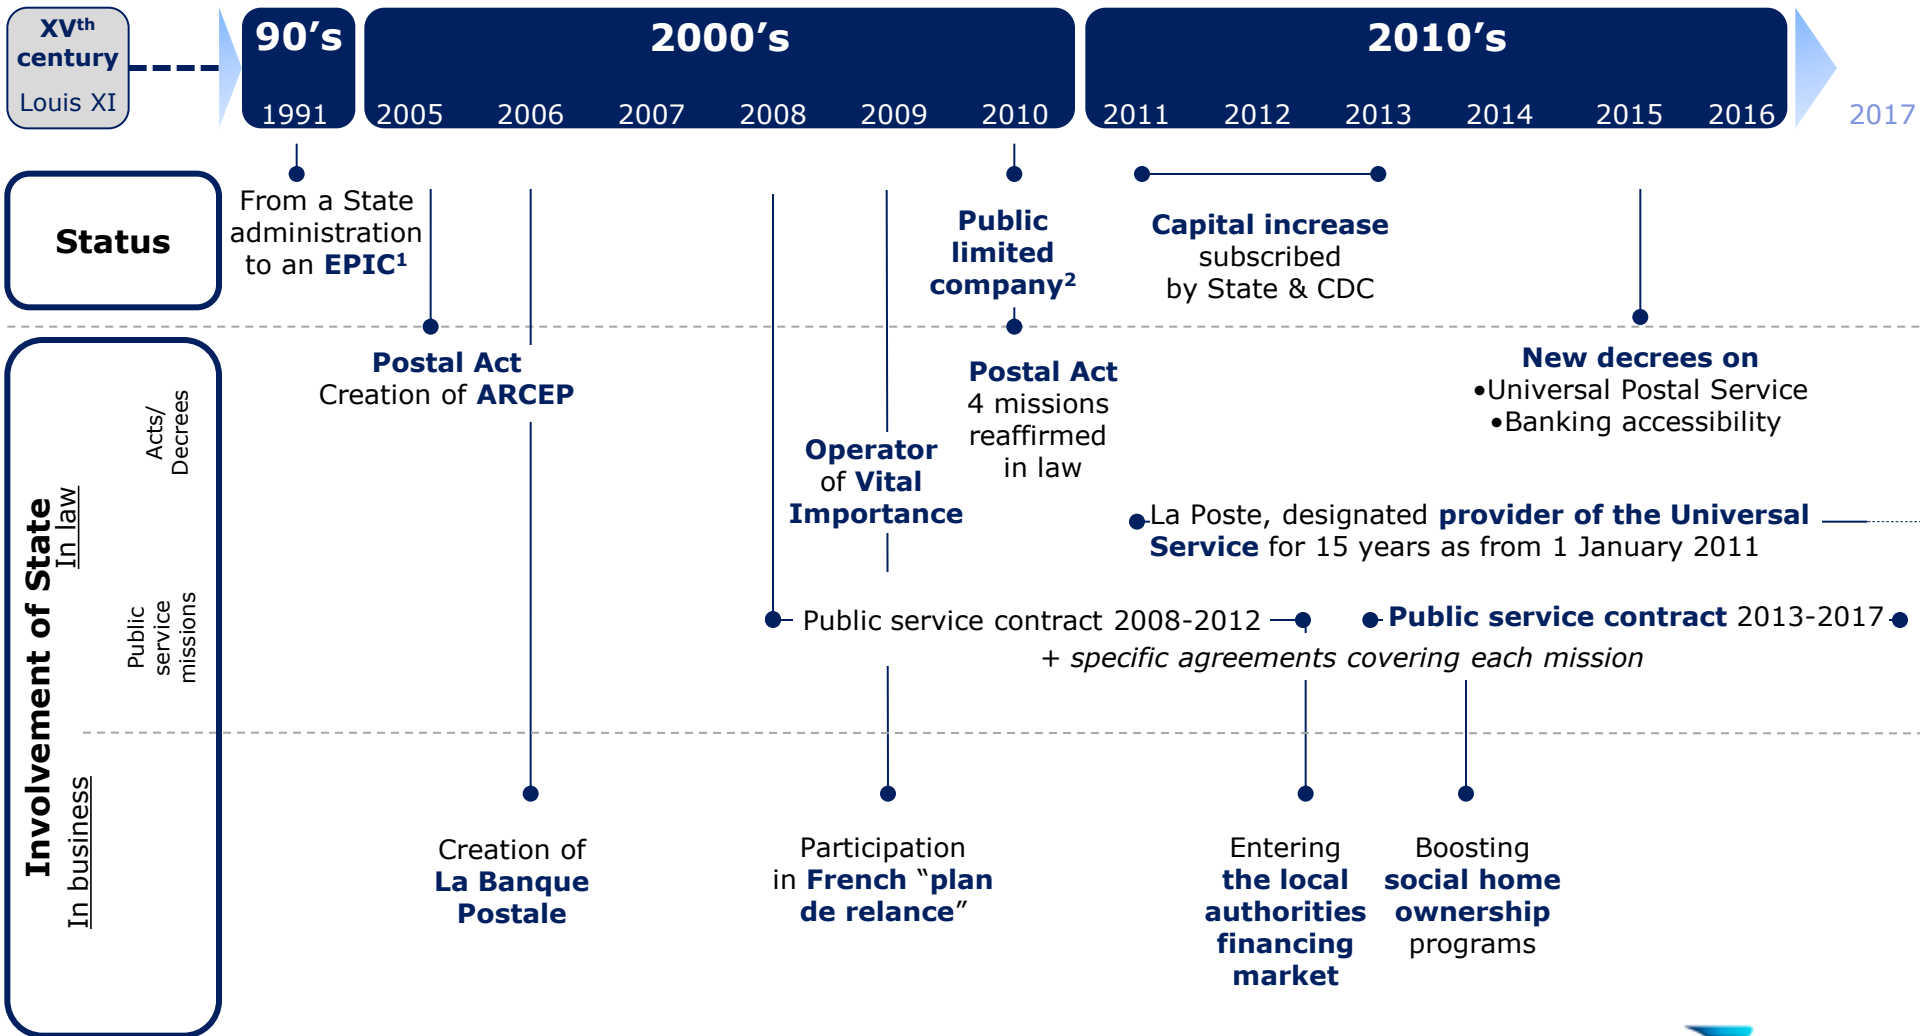 XVth
century
Louis XI
90's
2000's
2010's
1991
2005
2006
2007
2008
2009
2010
2011
2012
2013
2014
2015
2016
2017
Status
From a State
administration
to an EPIC¹
Public
limited
company²
Capital increase
subscribed
by State & CDC
Involvement of State
In law
Acts/
Decrees
Public
service
missions
In business
Postal Act
Creation of ARCEP
Operator
of Vital
Importance
Postal Act
4 missions
reaffirmed
in law
New decrees on
•Universal Postal Service
•Banking accessibility
La Poste, designated provider of the Universal
Service for 15 years as from 1 January 2011
Public service contract 2008-2012
Public service contract 2013-2017
+ specific agreements covering each mission
Creation of
La Banque
Postale
Participation
in French “plan
de relance”
Entering
the local
authorities
financing
market
Boosting
social home
ownership
programs